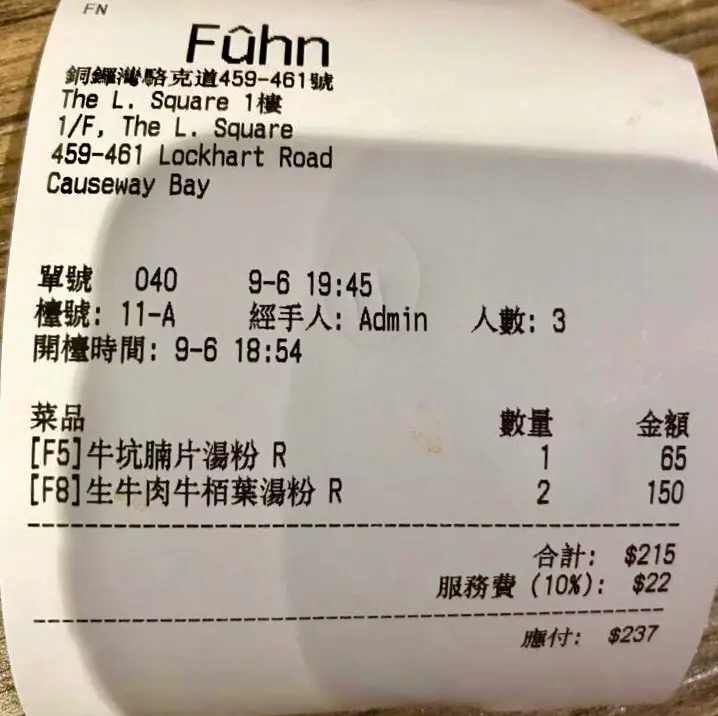 FN
Fûhn
銅鑼灣駱克道459-461號
The L. Square 1樓
1/F, The L. Square
459-461 Lockhart Road
Causeway Bay
單號 040 9-6 19:45
檯號: 11-A 經手人: Admin 人數: 3
開檯時間: 9-6 18:54
菜品 數量 金額
[F5]牛坑腩片湯粉 R 1 65
[F8]生牛肉牛栢葉湯粉 R 2 150
合計: $215
服務費 (10%): $22
應付: $237